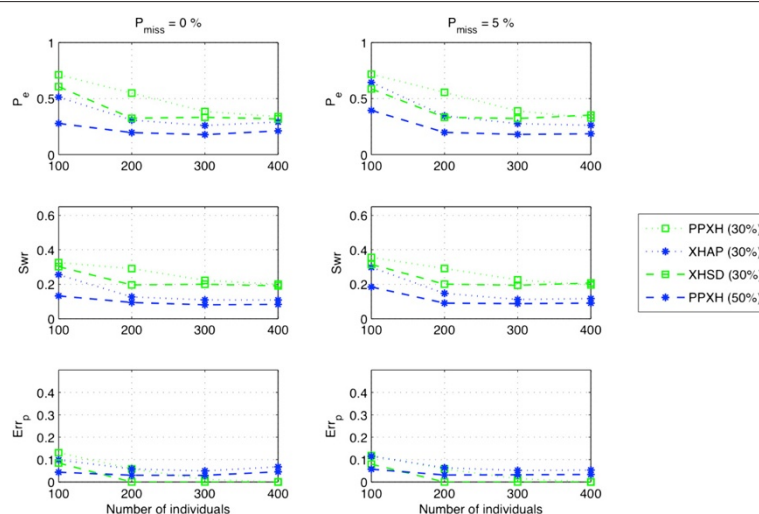 P_miss = 0 %
P_miss = 5 %
1
0.5
0
P_e
100 200 300 400
1
0.5
0
P_e
100 200 300 400
0.6
0.4
0.2
0
Swr
100 200 300 400
0.6
0.4
0.2
0
Swr
100 200 300 400
PPXH (30%)
XHAP (30%)
XHSD (30%)
PPXH (50%)
0.4
0.3
0.2
0.1
0
Err_p
100 200 300 400
Number of individuals
0.4
0.3
0.2
0.1
0
Err_p
100 200 300 400
Number of individuals